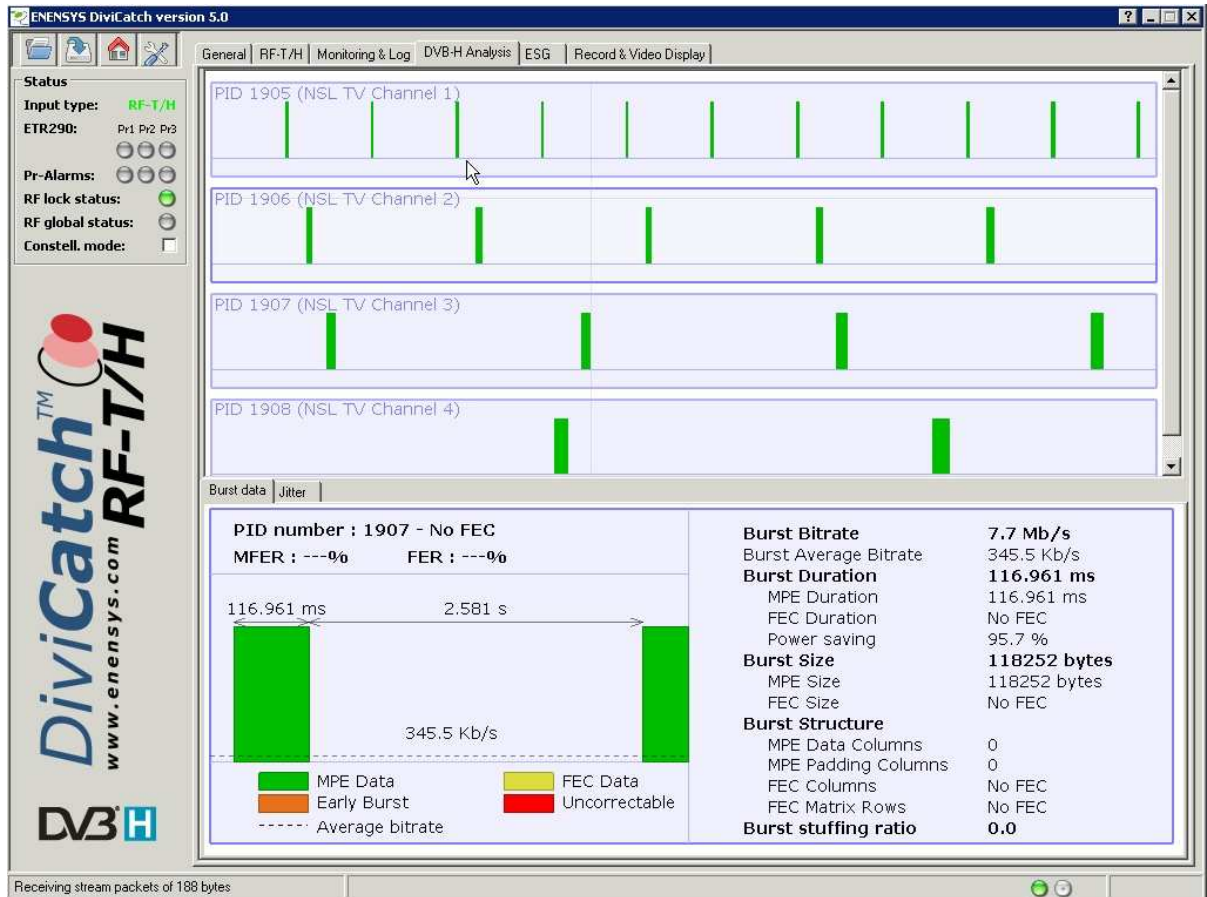 ENENSYS DiviCatch version 5.0
General RF-T/H Monitoring & Log DVB-H Analysis ESG Record & Video Display
Status
Input type: RF-T/H
ETR290: Pr1 Pr2 Pr3
Pr-Alarms:
RF lock status:
RF global status:
Constell. mode:
DiviCatch™ RF-T/H
www.enensys.com
DVB H
PID 1905 (NSL TV Channel 1)
PID 1906 (NSL TV Channel 2)
PID 1907 (NSL TV Channel 3)
PID 1908 (NSL TV Channel 4)
Burst data Jitter
PID number : 1907 - No FEC
MFER : ---% FER : ---%
116.961 ms 2.581 s
345.5 Kb/s
MPE Data FEC Data
Early Burst Uncorrectable
Average bitrate
Burst Bitrate 7.7 Mb/s
Burst Average Bitrate 345.5 Kb/s
Burst Duration 116.961 ms
MPE Duration 116.961 ms
FEC Duration No FEC
Power saving 95.7 %
Burst Size 118252 bytes
MPE Size 118252 bytes
FEC Size No FEC
Burst Structure
MPE Data Columns 0
MPE Padding Columns 0
FEC Columns No FEC
FEC Matrix Rows No FEC
Burst stuffing ratio 0.0
Receiving stream packets of 188 bytes